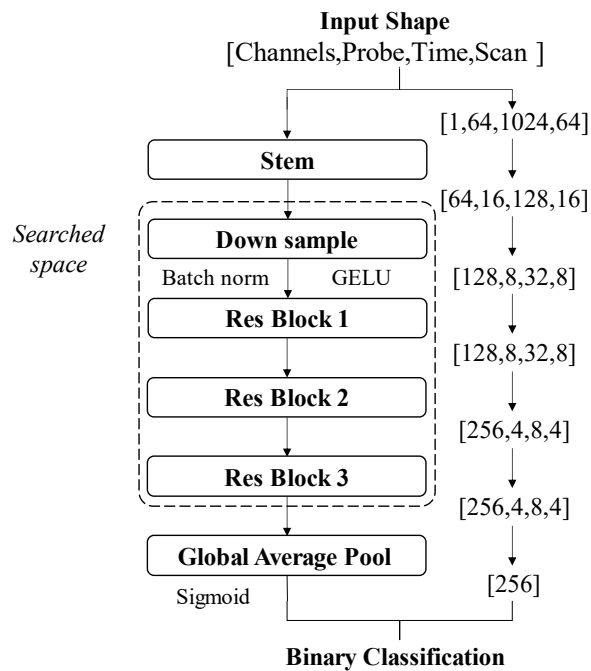 Input Shape
[Channels,Probe,Time,Scan ]
[1,64,1024,64]
Stem
[64,16,128,16]
Searched
space
Down sample
Batch norm
GELU
[128,8,32,8]
Res Block 1
[128,8,32,8]
Res Block 2
[256,4,8,4]
Res Block 3
[256,4,8,4]
Global Average Pool
Sigmoid
[256]
Binary Classification